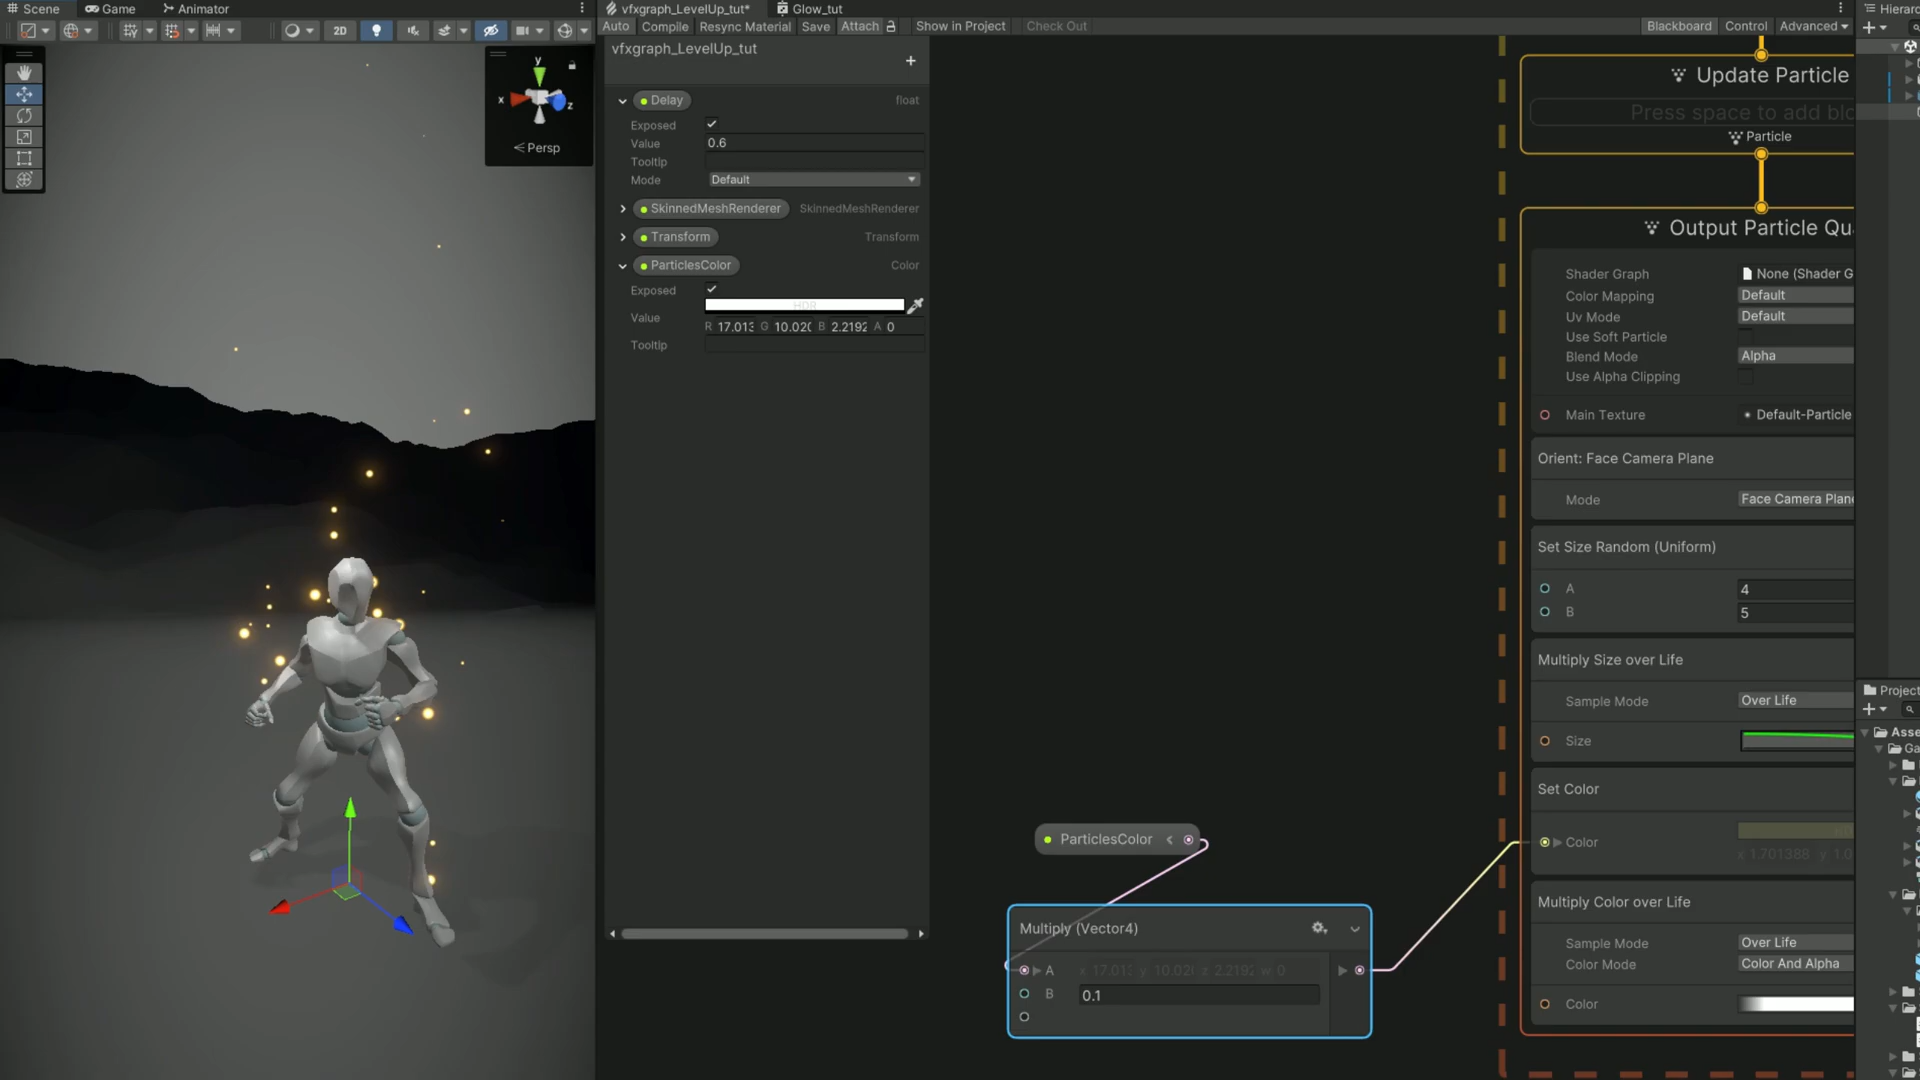 Scene
Game
Animator
vfxgraph_LevelUp_tut*
Glow_tut
Hierarc
2D
Auto
Compile
Resync Material
Save
Attach
Show in Project
Check Out
Blackboard
Control
Advanced
y
x
z
Persp
vfxgraph_LevelUp_tut
+
Delay
float
Exposed
Value
0.6
Tooltip
Mode
Default
SkinnedMeshRenderer
SkinnedMeshRenderer
Transform
Transform
ParticlesColor
Color
Exposed
HDR
Value
R 17.013 G 10.020 B 2.2192 A 0
Tooltip
Update Particle
Press space to add blo
Particle
Output Particle Qua
Shader Graph
None (Shader G
Color Mapping
Default
Uv Mode
Default
Use Soft Particle
Blend Mode
Alpha
Use Alpha Clipping
Main Texture
Default-Particle
Orient: Face Camera Plane
Mode
Face Camera Plane
Set Size Random (Uniform)
A
4
B
5
Multiply Size over Life
Sample Mode
Over Life
Size
Set Color
Color
x 1.701388 y 1.0
Multiply Color over Life
Sample Mode
Over Life
Color Mode
Color And Alpha
Color
ParticlesColor
Multiply (Vector4)
A
x 17.013 y 10.020 z 2.2192 w 0
B
0.1
Project
Asse
Ga